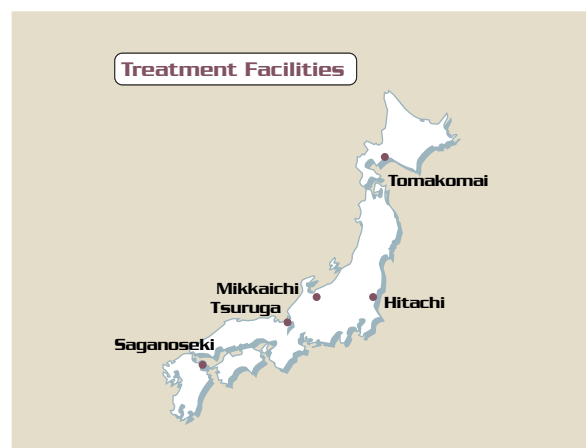 Treatment Facilities
Tomakomai
Mikkaichi
Tsuruga
Hitachi
Saganoseki